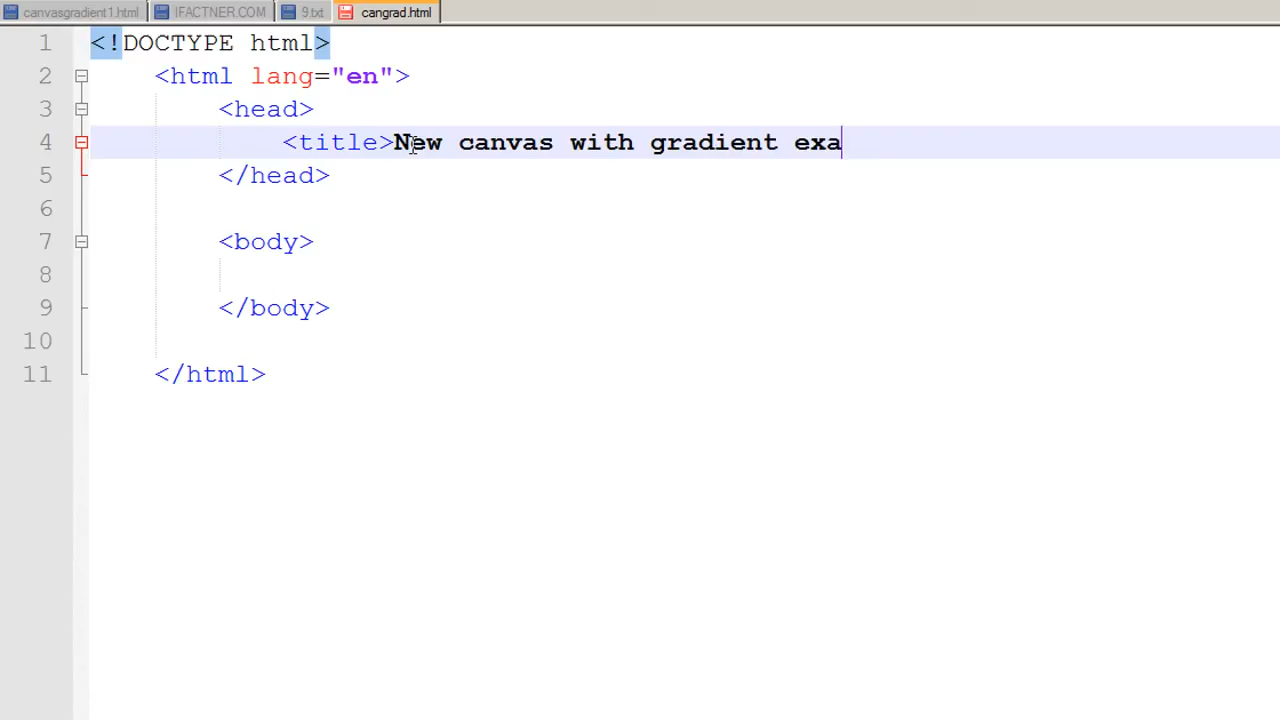 canvasgradient1.html IFACTNER.COM 9.txt cangrad.html
1 <!DOCTYPE html>
2 <html lang="en">
3 <head>
4 <title>New canvas with gradient exa
5 </head>
6
7 <body>
8
9 </body>
10
11 </html>